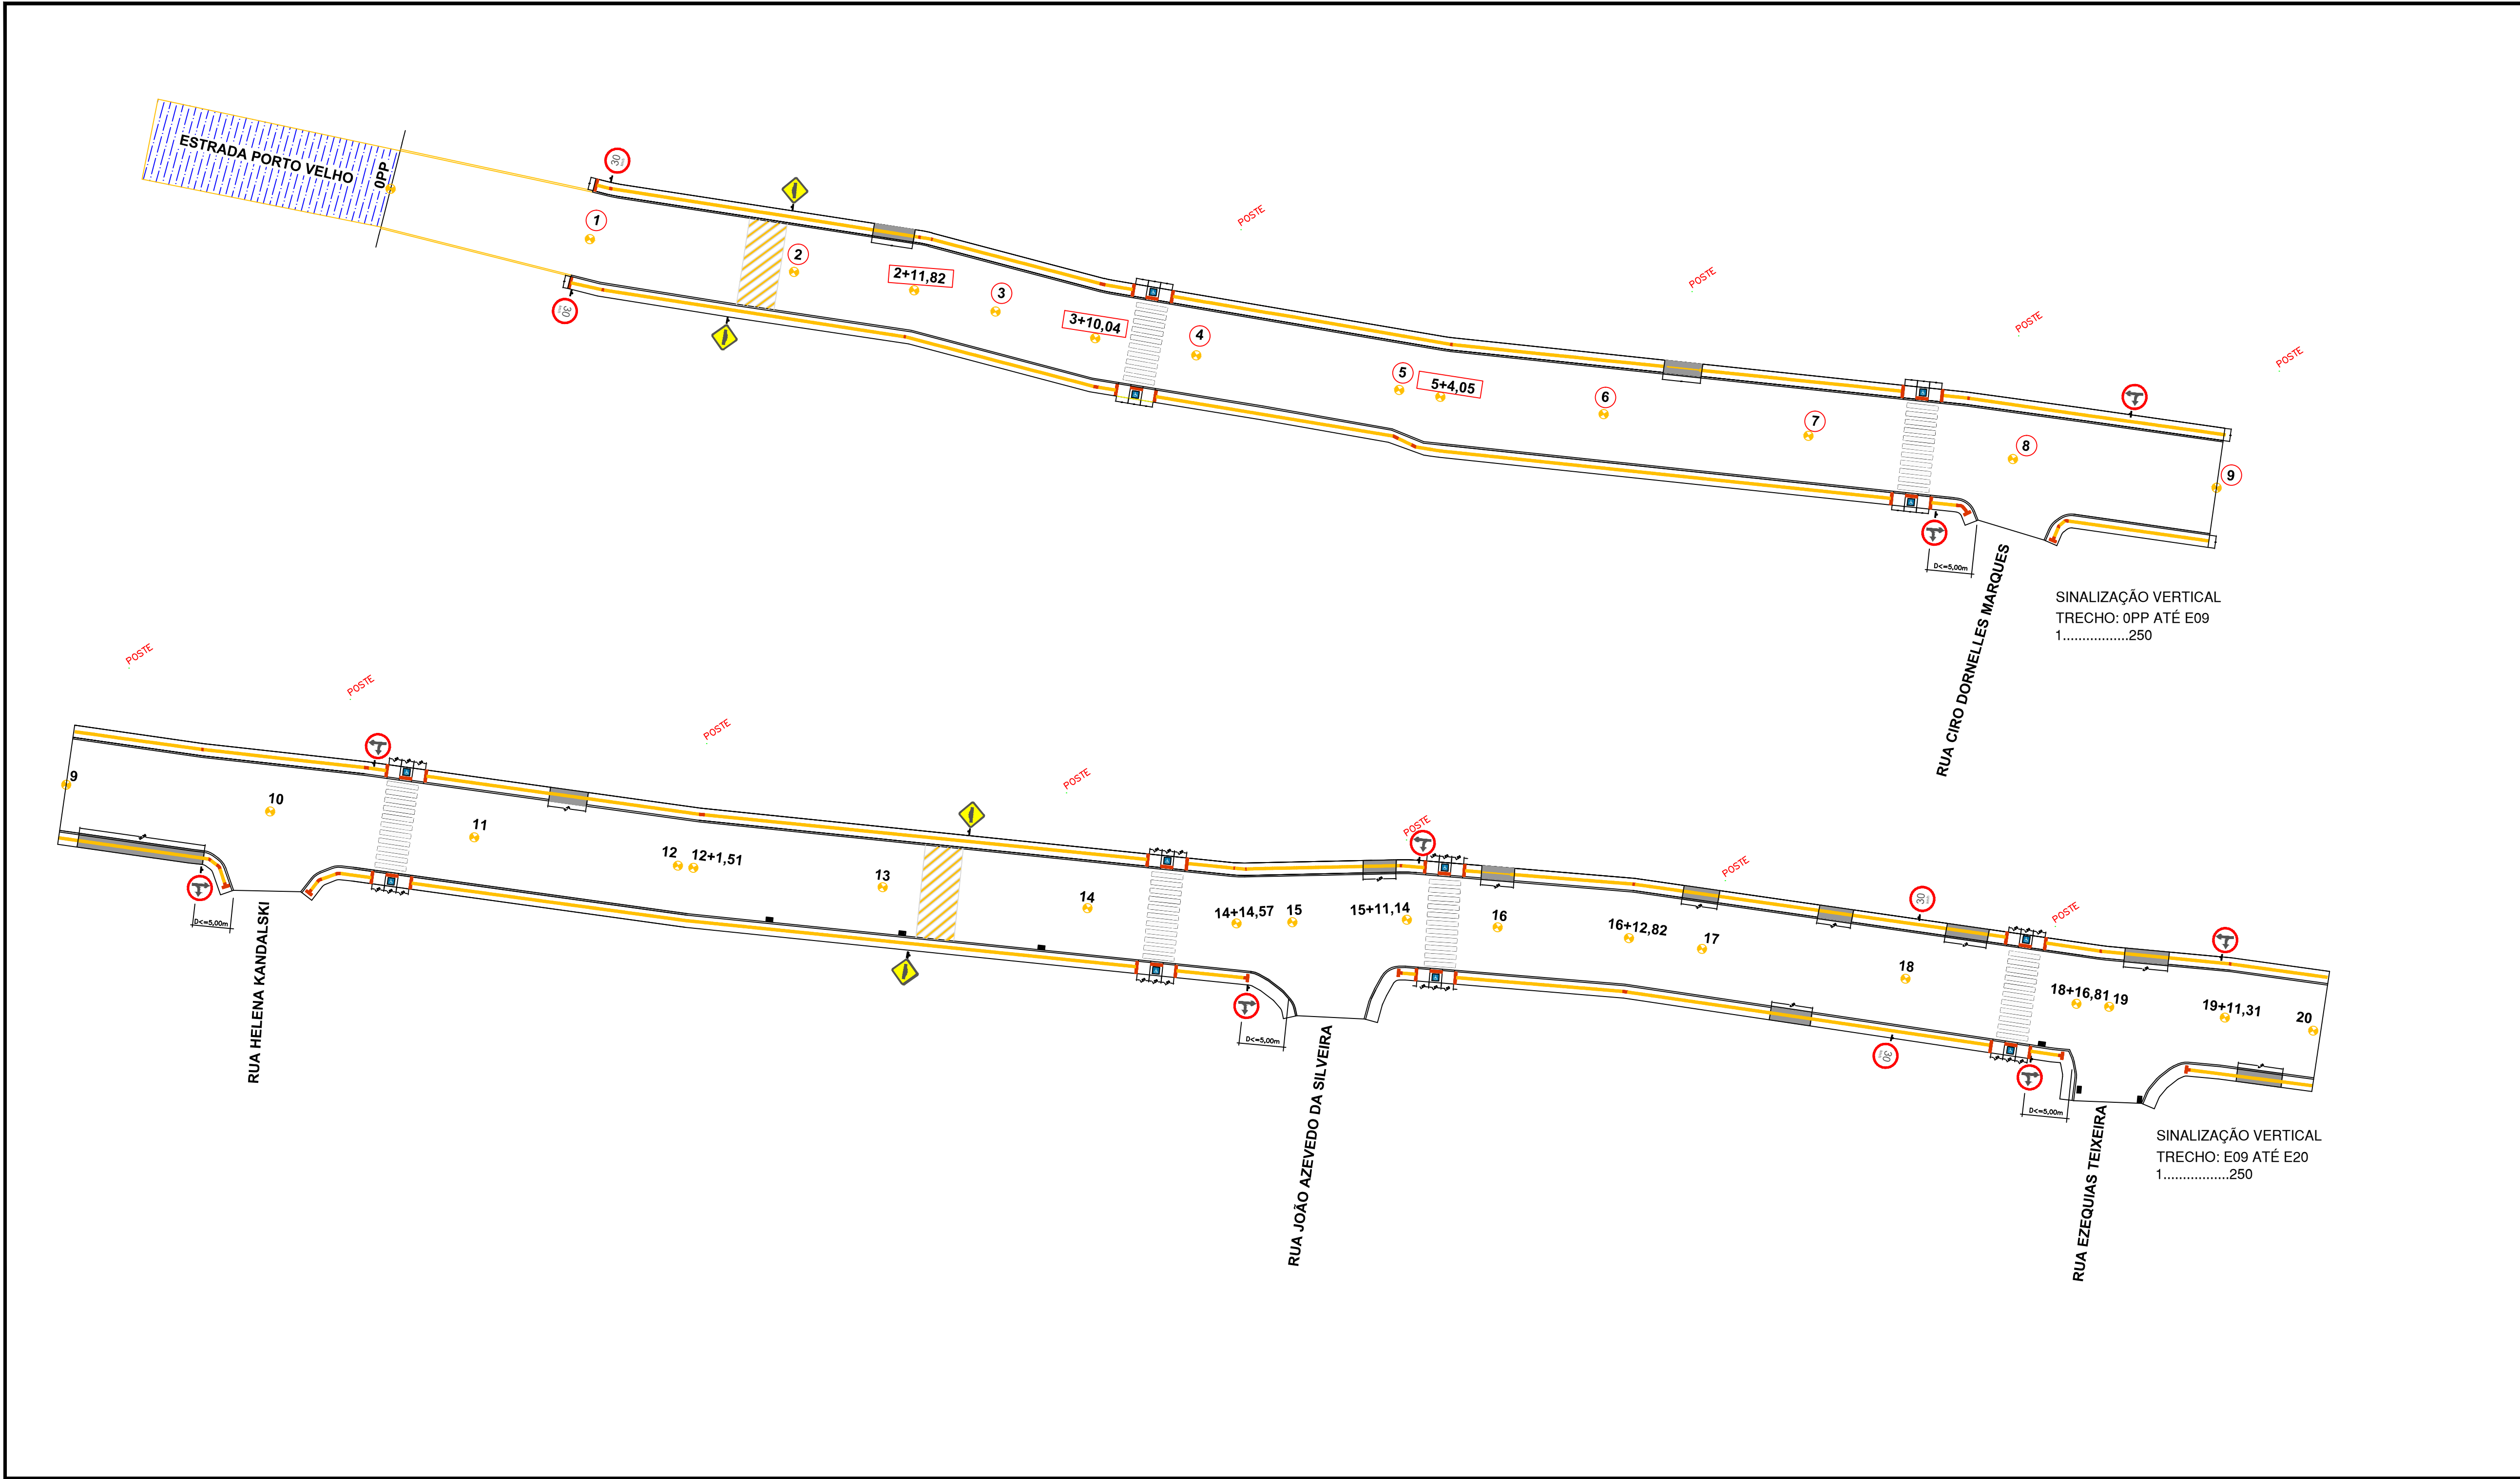 ESTRADA PORTO VELHO
0PP
30
1
30
2
2+11,82
3
3+10,04
4
POSTE
5
5+4,05
6
POSTE
7
8
POSTE
9
POSTE
D<=5,00m
RUA CIRO DORNELLES MARQUES
SINALIZAÇÃO VERTICAL
TRECHO: 0PP ATÉ E09
1.................250
POSTE
POSTE
POSTE
POSTE
POSTE
POSTE
POSTE
9
10
11
12
12+1,51
13
14
14+14,57
15
15+11,14
16
16+12,82
17
30
18
30
18+16,81
19
19+11,31
20
D<=5,00m
RUA HELENA KANDALSKI
D<=5,00m
RUA JOÃO AZEVEDO DA SILVEIRA
D<=5,00m
RUA EZEQUIAS TEIXEIRA
SINALIZAÇÃO VERTICAL
TRECHO: E09 ATÉ E20
1.................250